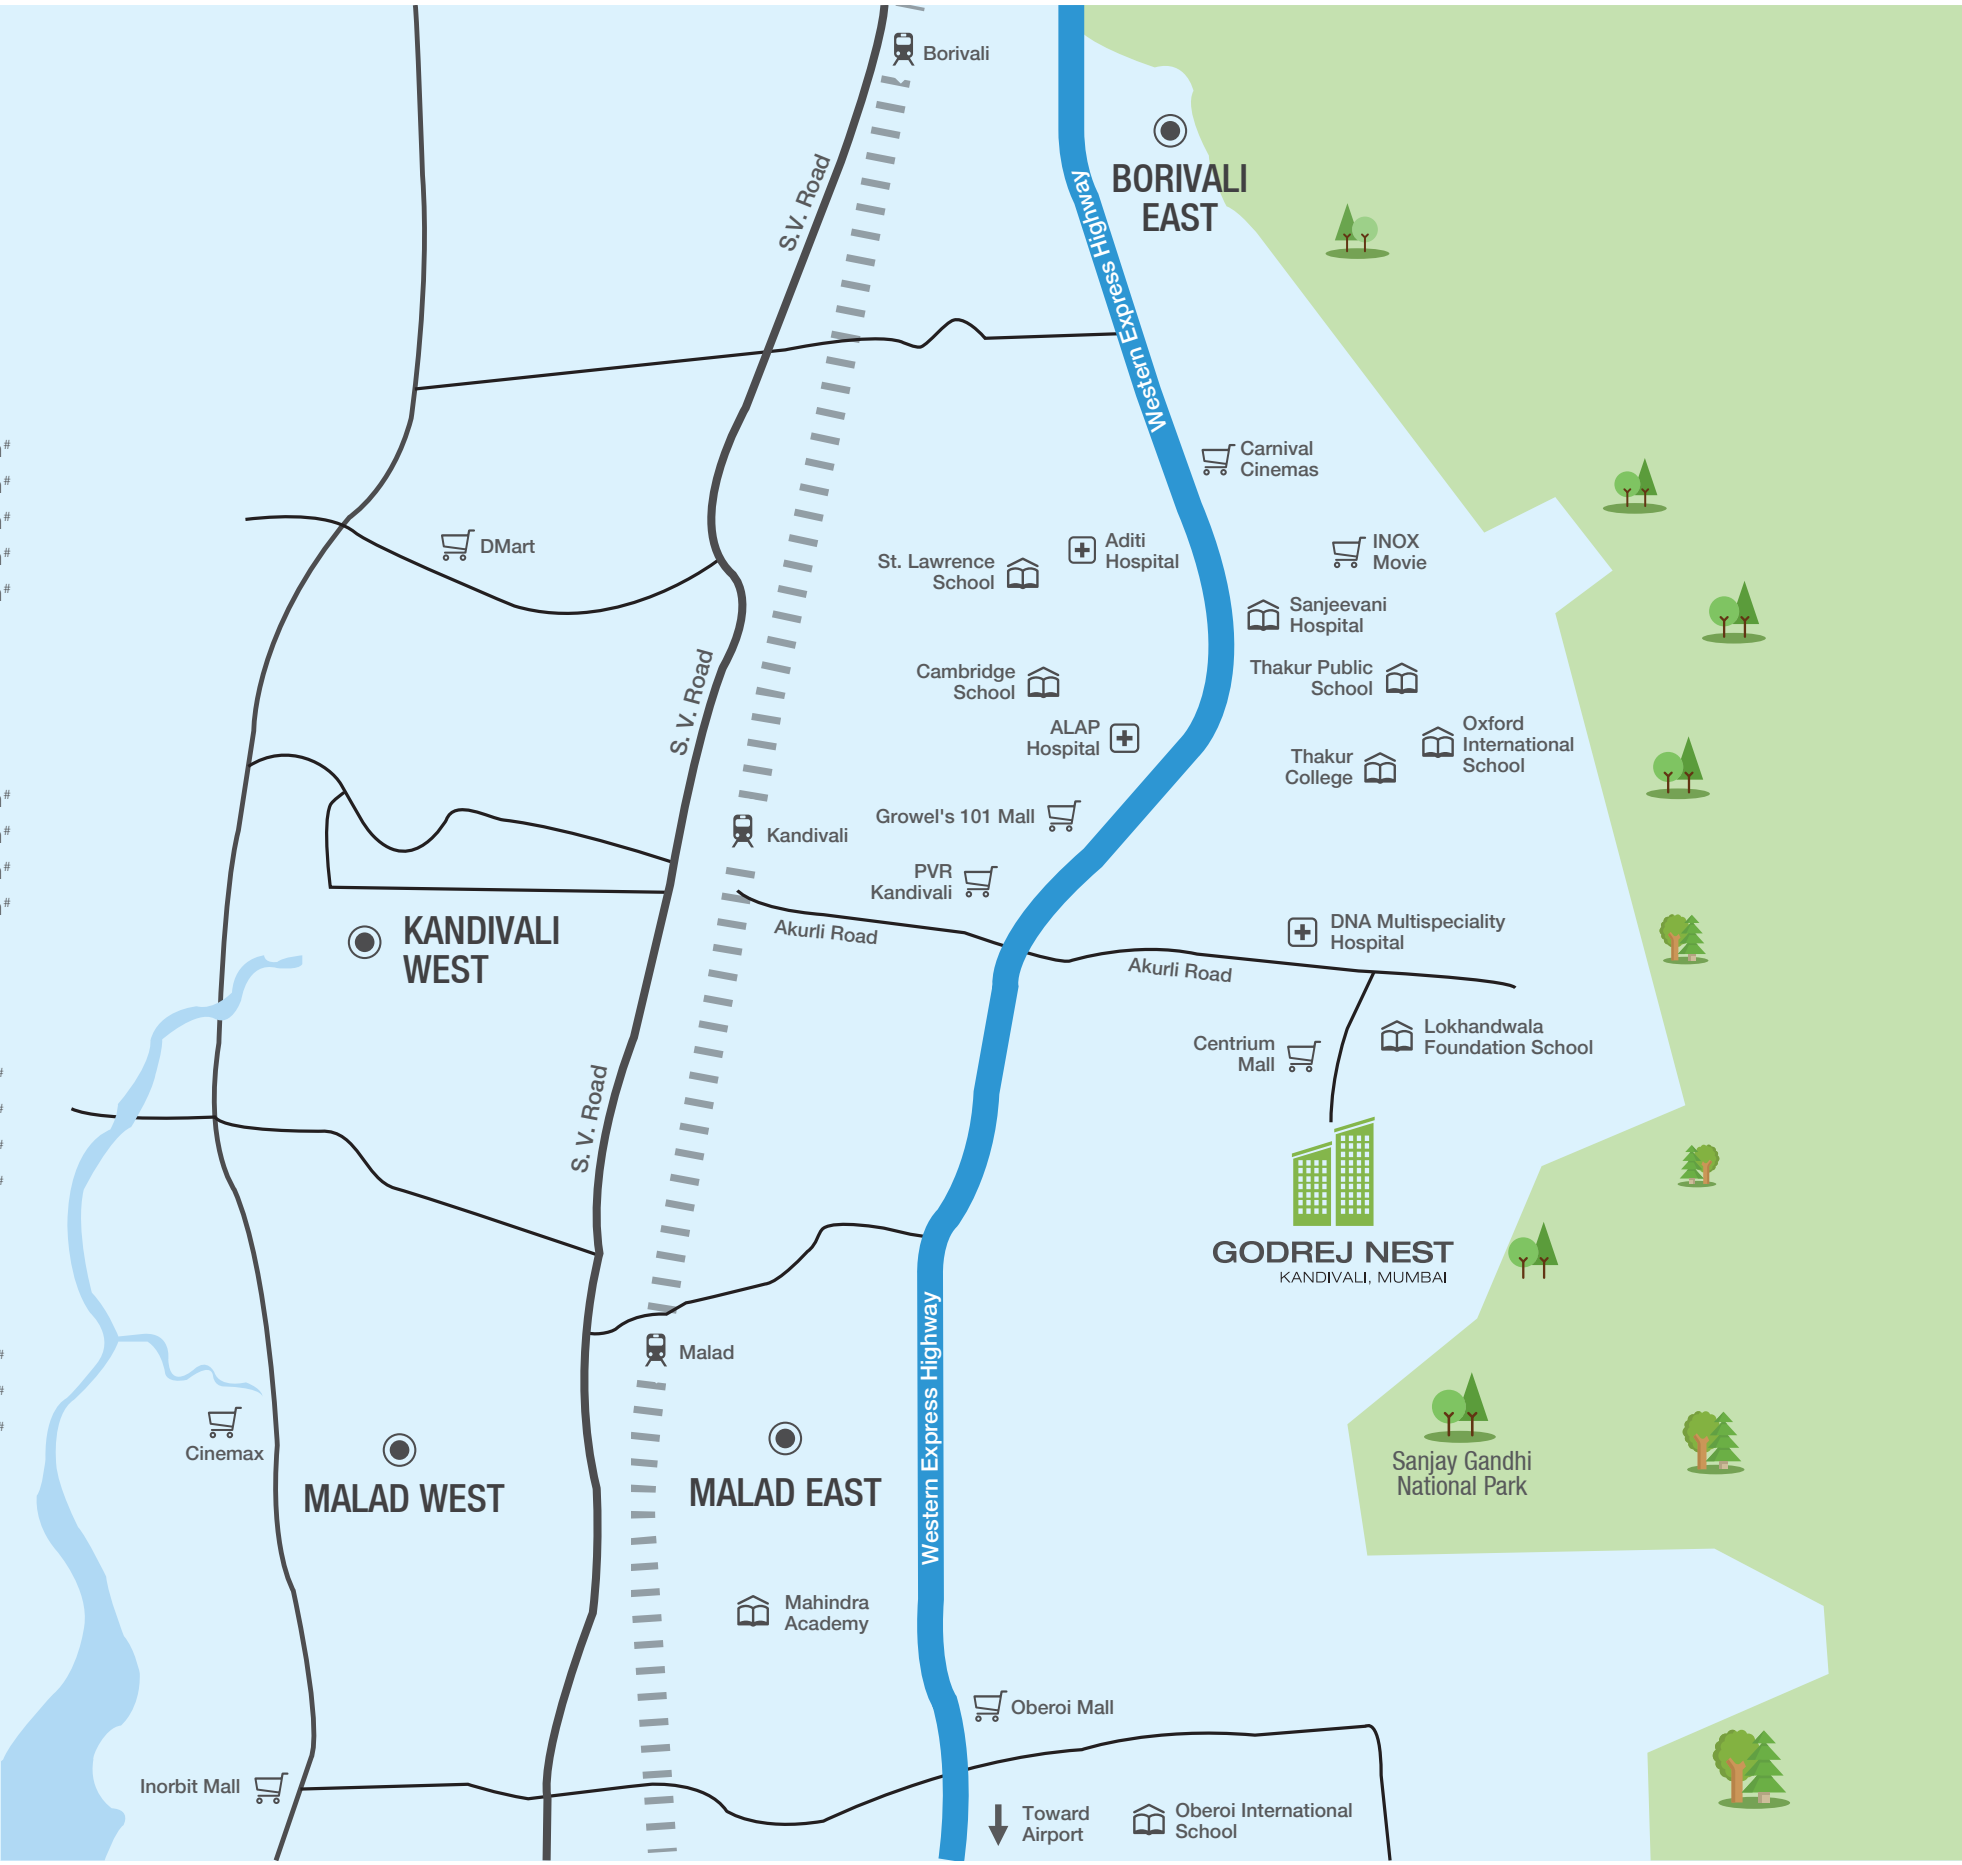 Borivali
BORIVALI
EAST
S.V. Road
Western Express Highway
Carnival
Cinemas
DMart
St. Lawrence
School
Aditi
Hospital
INOX
Movie
Sanjeevani
Hospital
Cambridge
School
Thakur Public
School
S. V. Road
ALAP
Hospital
Oxford
International
School
Thakur
College
Growel's 101 Mall
Kandivali
PVR
Kandivali
KANDIVALI
WEST
Akurli Road
DNA Multispeciality
Hospital
Akurli Road
Centrium
Mall
Lokhandwala
Foundation School
S. V. Road
GODREJ NEST
KANDIVALI, MUMBAI
Malad
Western Express Highway
Cinemax
MALAD WEST
MALAD EAST
Sanjay Gandhi
National Park
Mahindra
Academy
Oberoi Mall
Inorbit Mall
Toward
Airport
Oberoi International
School